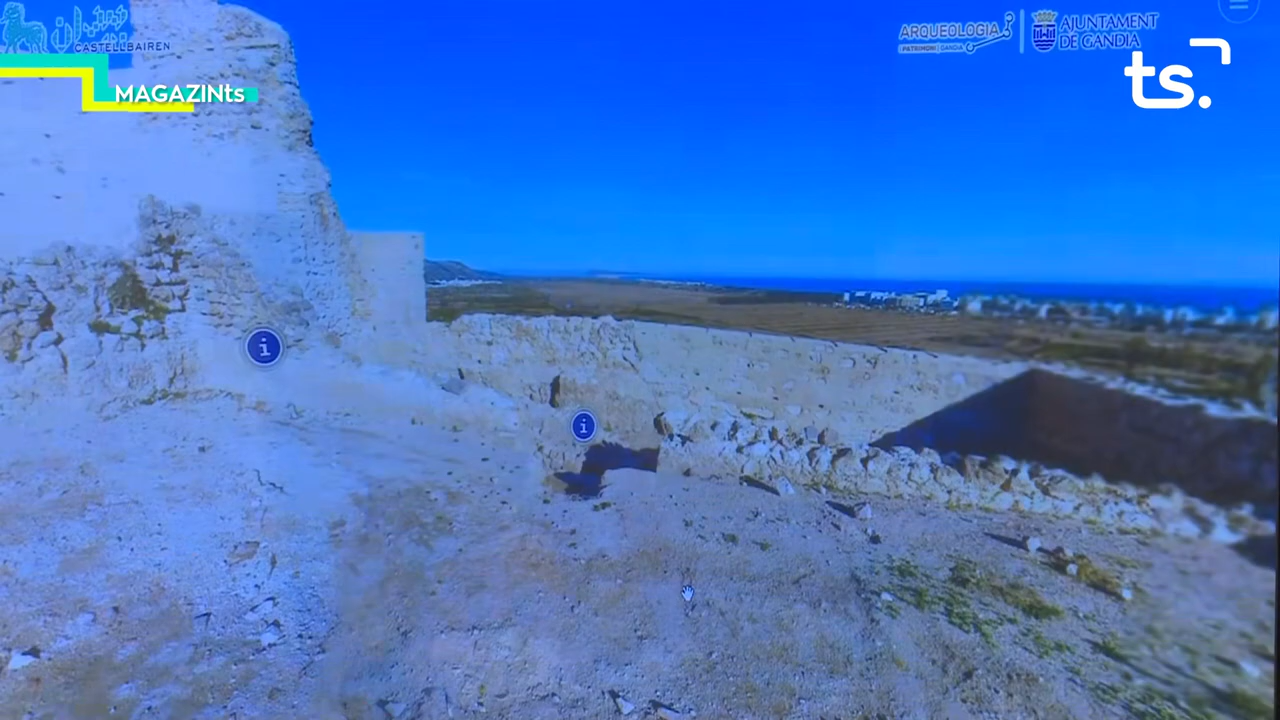 CASTELLBAIREN
MAGAZINts
ARQUEOLOGIA
PATRIMONI | GANDIA
AJUNTAMENT
DE GANDIA
ts.
i
i